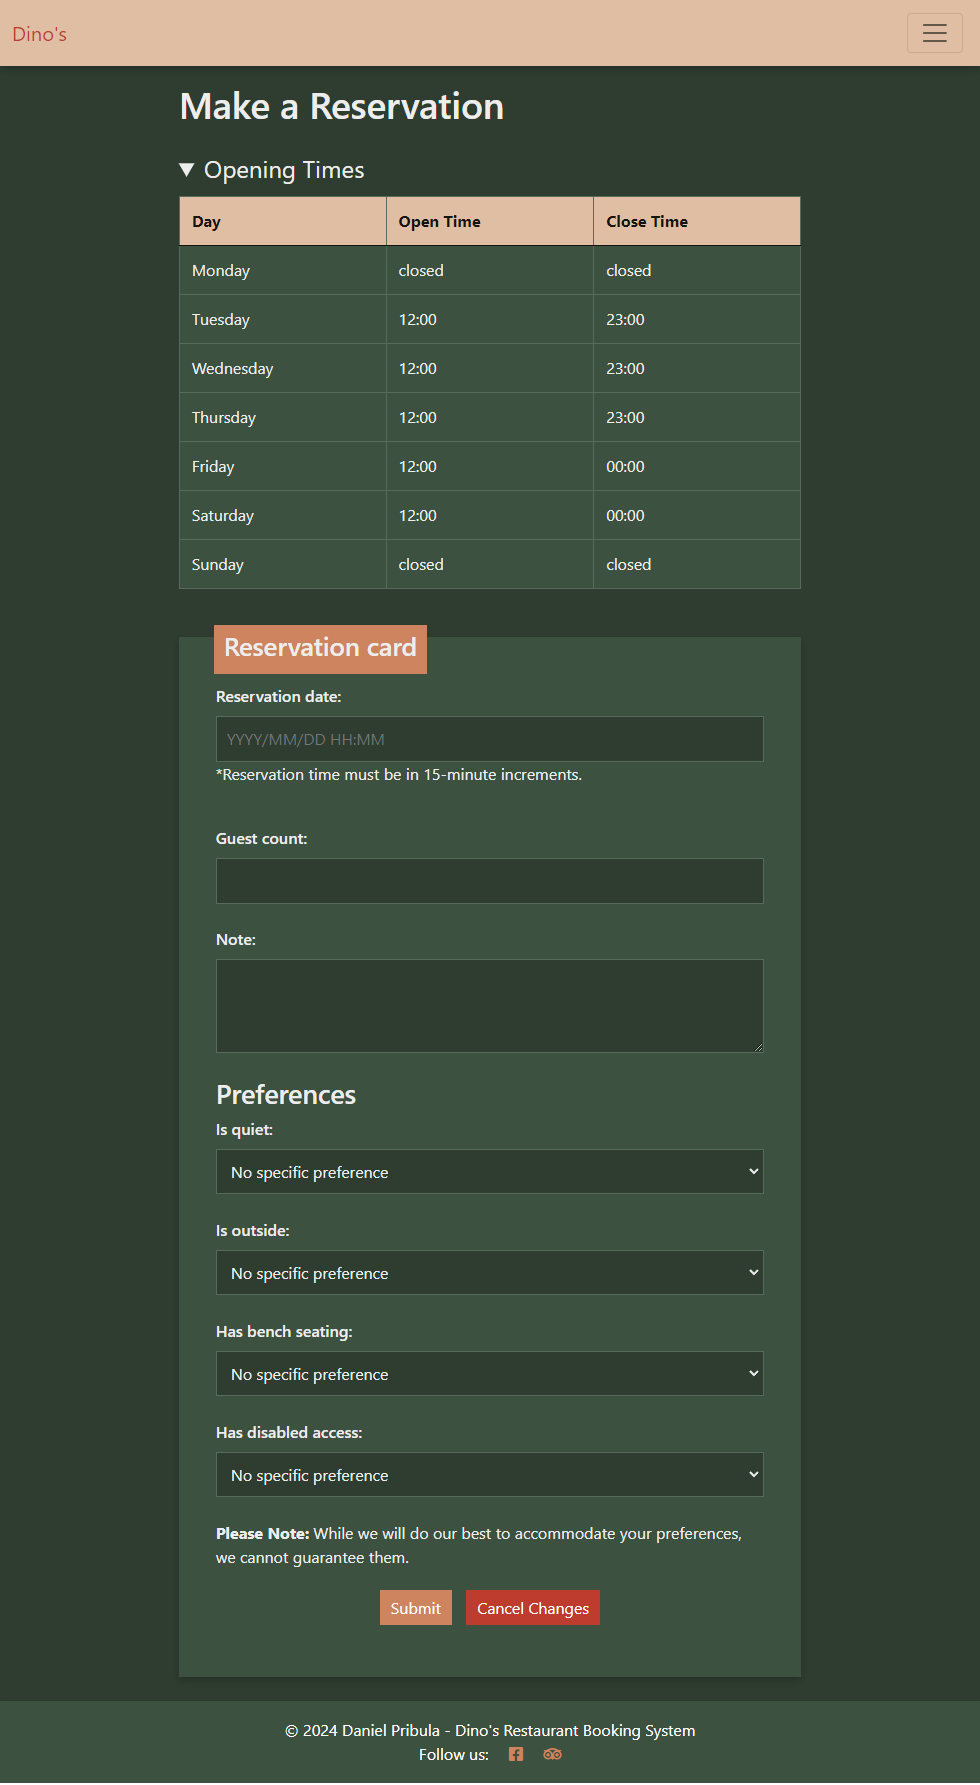 Dino's
Make a Reservation
Opening Times
Day Open Time Close Time
Monday closed closed
Tuesday 12:00 23:00
Wednesday 12:00 23:00
Thursday 12:00 23:00
Friday 12:00 00:00
Saturday 12:00 00:00
Sunday closed closed
Reservation card
Reservation date:
YYYY/MM/DD HH:MM
*Reservation time must be in 15-minute increments.
Guest count:
Note:
Preferences
Is quiet:
No specific preference
Is outside:
No specific preference
Has bench seating:
No specific preference
Has disabled access:
No specific preference
Please Note: While we will do our best to accommodate your preferences,
we cannot guarantee them.
Submit Cancel Changes
© 2024 Daniel Pribula - Dino's Restaurant Booking System
Follow us: